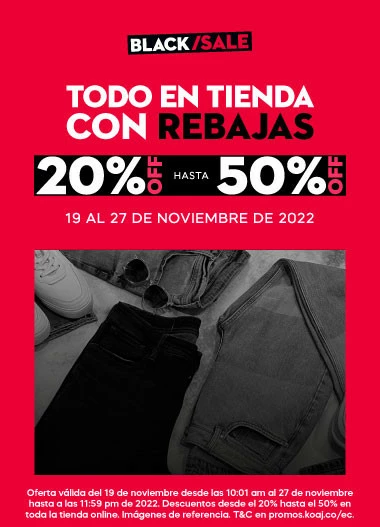 BLACK/SALE
TODO EN TIENDA
CON REBAJAS
20% OFF HASTA 50% OFF
19 AL 27 DE NOVIEMBRE DE 2022
Oferta válida del 19 de noviembre desde las 10:01 am al 27 de noviembre
hasta a las 11:59 pm de 2022. Descuentos desde el 20% hasta el 50% en
toda la tienda online. Imágenes de referencia. T&C en promos.koaj.co/ec.